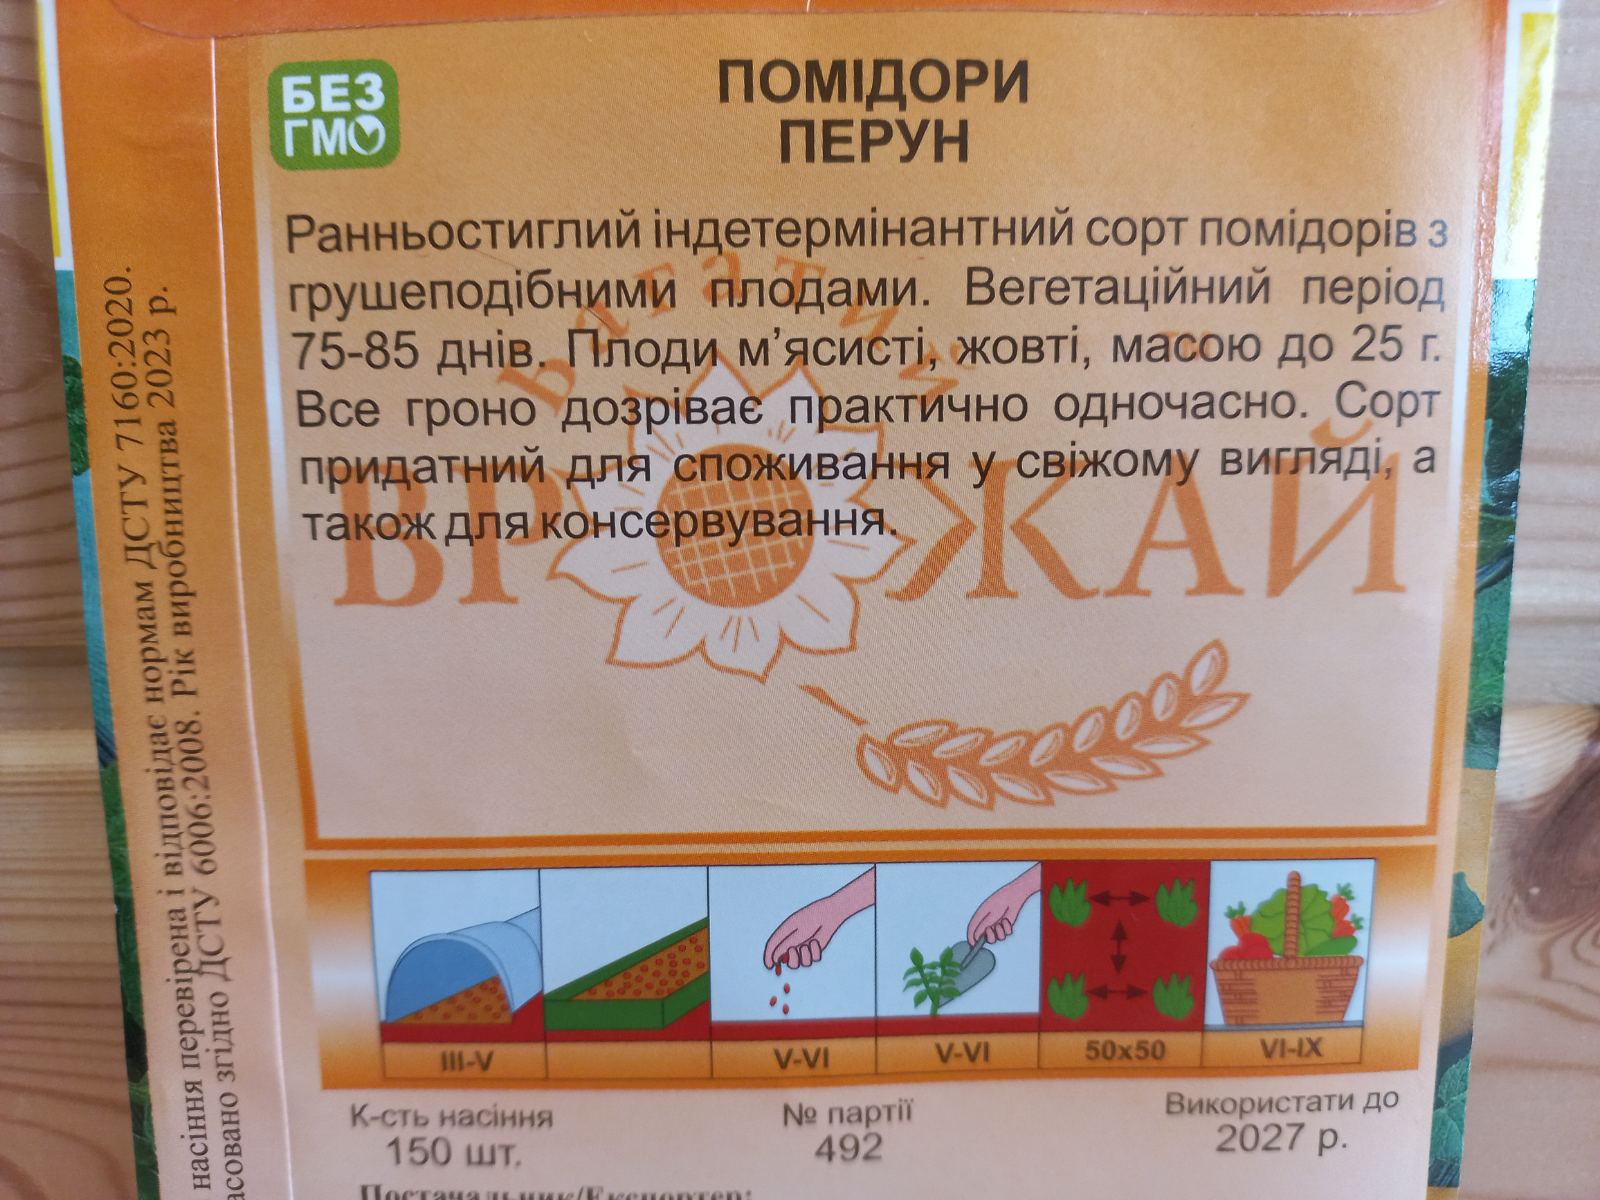 БЕЗ
ГМО
ПОМІДОРИ
ПЕРУН
Ранньостиглий індетермінантний сорт помідорів з
грушеподібними плодами. Вегетаційний період
75-85 днів. Плоди м’ясисті, жовті, масою до 25 г.
Все гроно дозріває практично одночасно. Сорт
придатний для споживання у свіжому вигляді, а
також для консервування.
Багатий
ВРОЖАЙ
III-V V-VI V-VI 50x50 VI-IX
К-сть насіння № партії Використати до
150 шт. 492 2027 р.
Постачальник/Експортер:
насіння перевірена і відповідає нормам ДСТУ 7160:2020.
асовано згідно ДСТУ 6006:2008. Рік виробництва 2023 р.